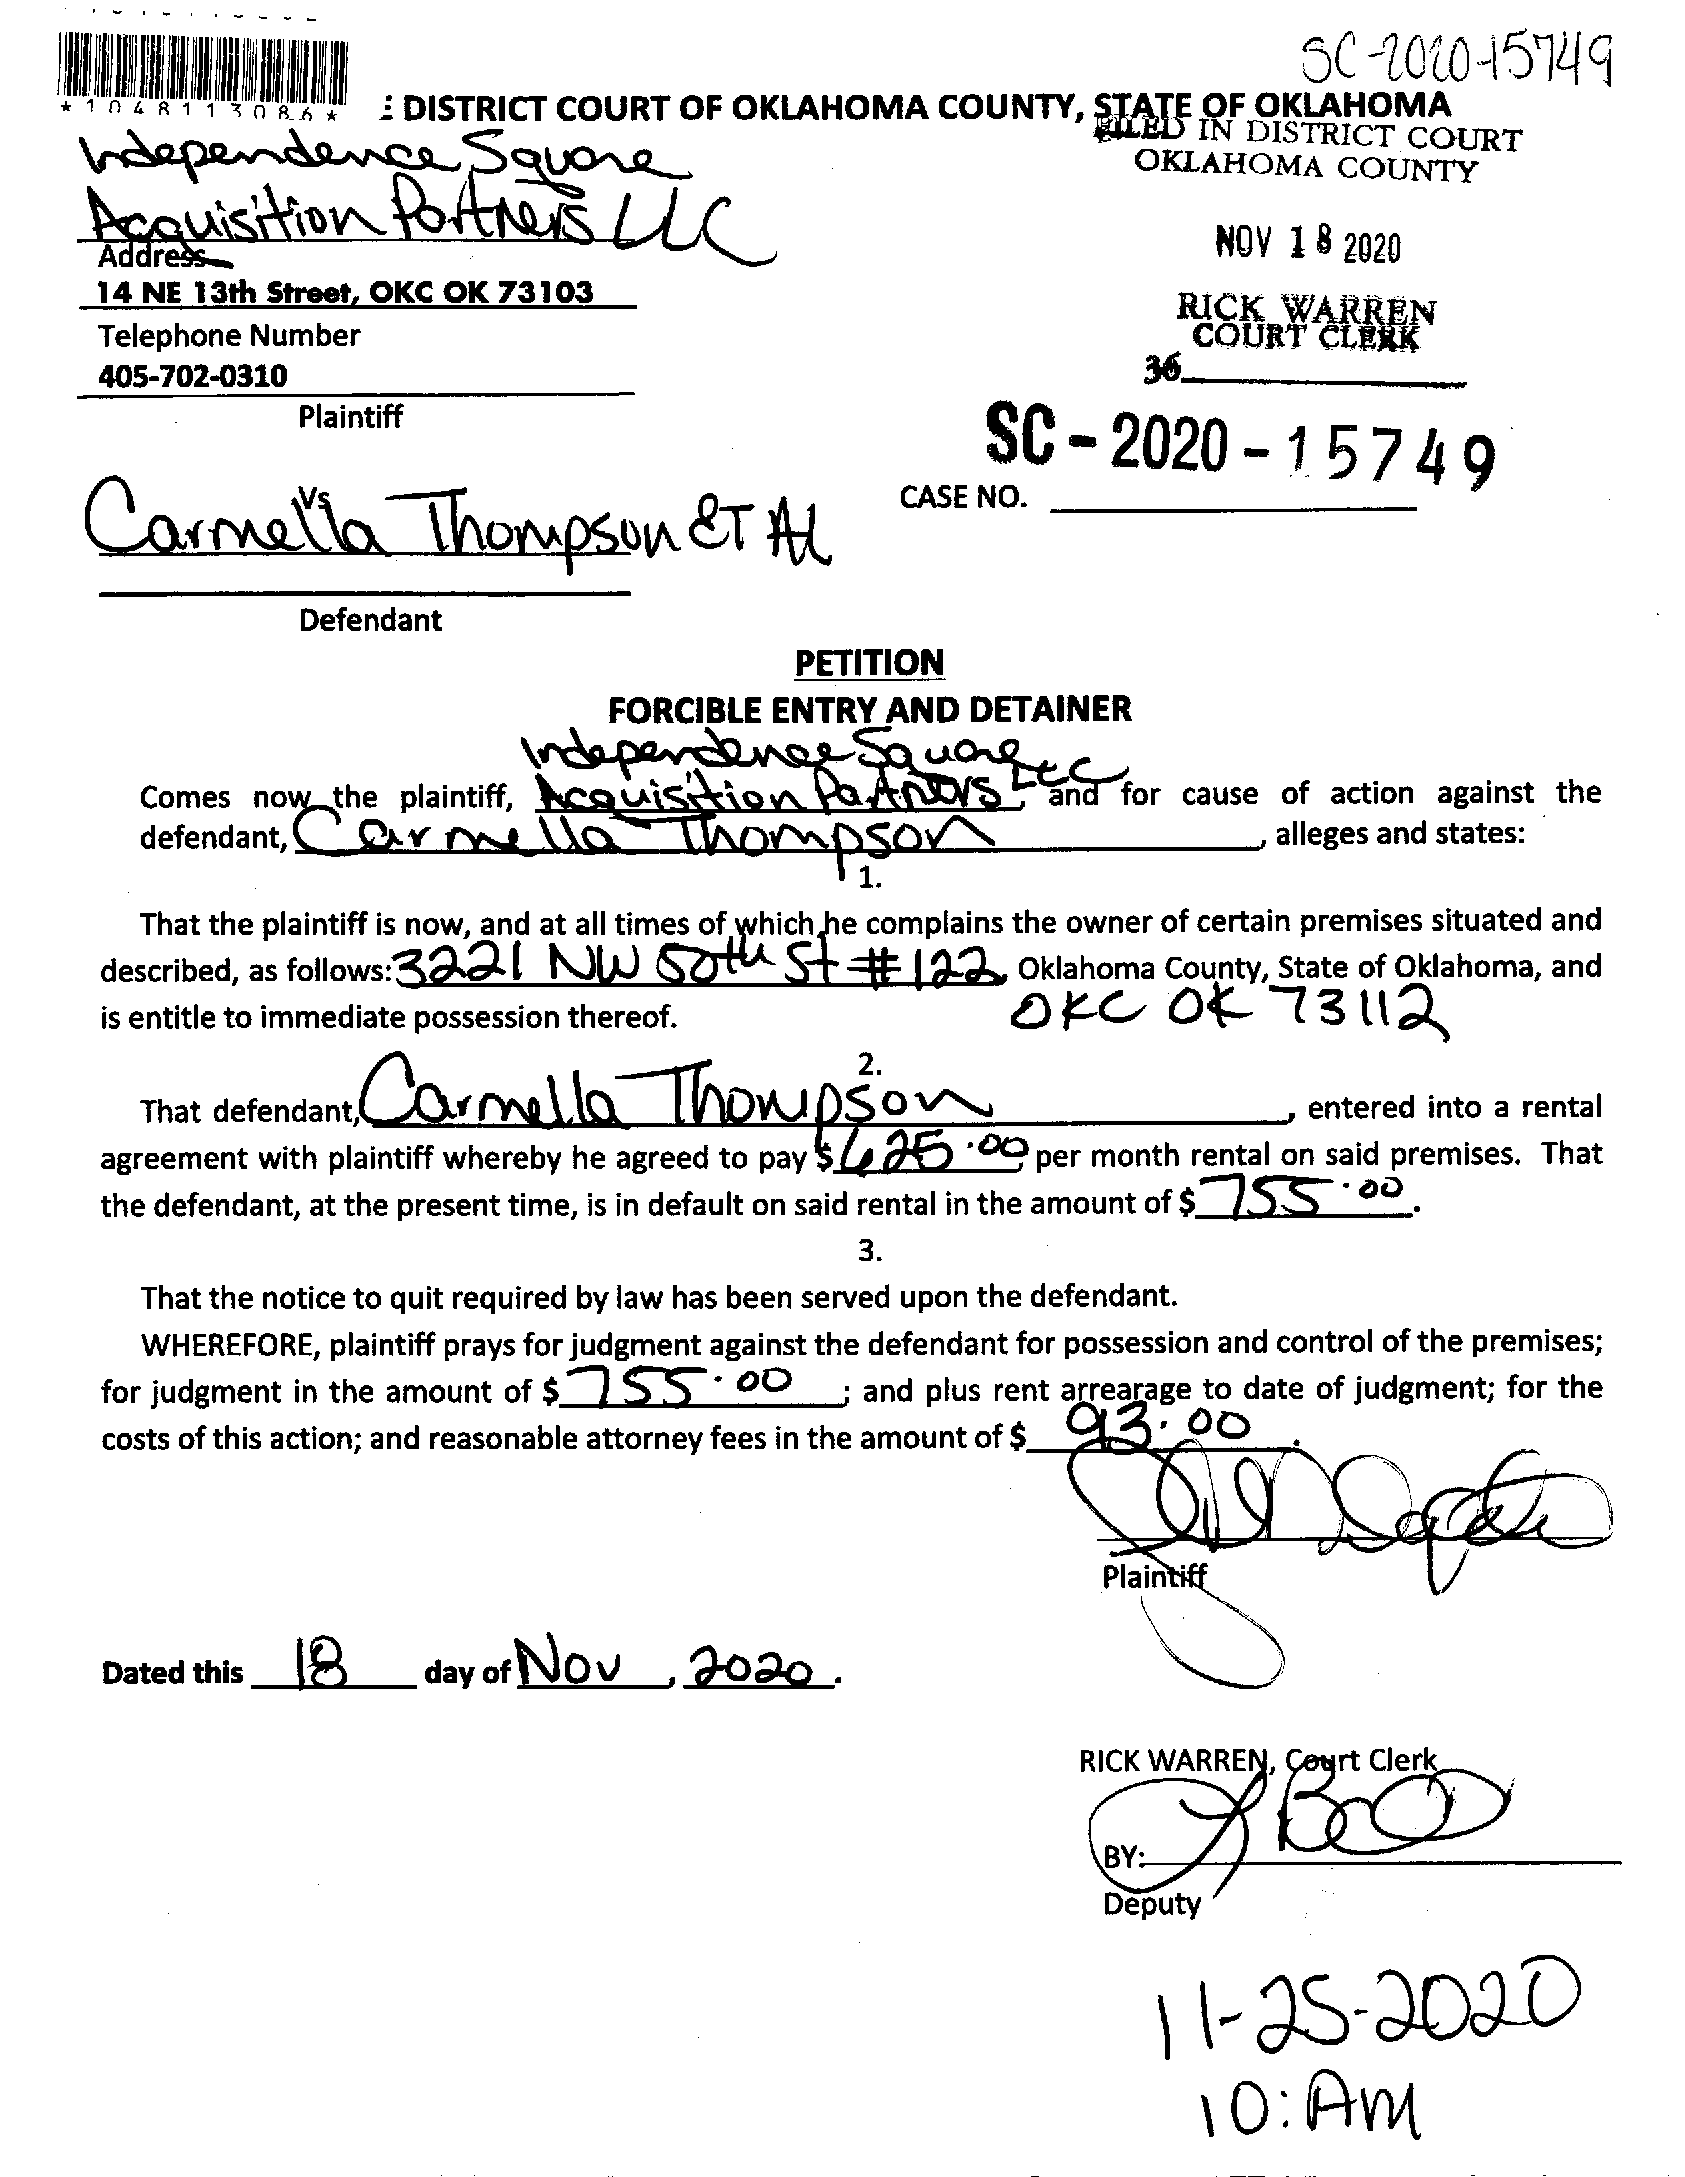 SC-2020-15749
*1048113086*
DISTRICT COURT OF OKLAHOMA COUNTY, STATE OF OKLAHOMA
FILED IN DISTRICT COURT
OKLAHOMA COUNTY
Independence Square
Acquisition Partners LLC
Address
14 NE 13th Street, OKC OK 73103
Telephone Number
405-702-0310
Plaintiff
NOV 18 2020
RICK WARREN
COURT CLERK
36
SC-2020-15749
CASE NO.
Vs
Carmella Thompson ET AL
Defendant
PETITION
FORCIBLE ENTRY AND DETAINER
Independence Square
Comes now the plaintiff, Acquisition Partners LLC, and for cause of action against the
defendant, Carmella Thompson, alleges and states:
1.
That the plaintiff is now, and at all times of which he complains the owner of certain premises situated and
described, as follows: 3221 NW 50th St #122, Oklahoma County, State of Oklahoma, and
is entitle to immediate possession thereof. OKC OK 73112
2.
That defendant, Carmella Thompson, entered into a rental
agreement with plaintiff whereby he agreed to pay $625.00 per month rental on said premises. That
the defendant, at the present time, is in default on said rental in the amount of $755.00.
3.
That the notice to quit required by law has been served upon the defendant.
WHEREFORE, plaintiff prays for judgment against the defendant for possession and control of the premises;
for judgment in the amount of $755.00; and plus rent arrearage to date of judgment; for the
costs of this action; and reasonable attorney fees in the amount of $93.00.
Plaintiff
Dated this 18 day of Nov, 2020.
RICK WARREN, Court Clerk
BY:
Deputy
11-25-2020
10:AM